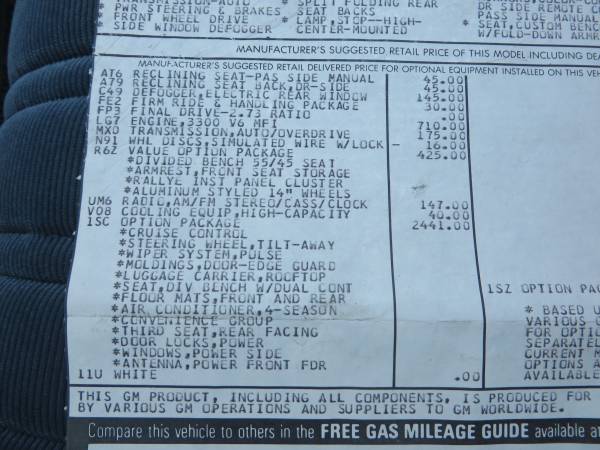 TRANSMISSION-AUTO * SPLIT FOLDING REAR
* PWR STEERING & BRAKES SEAT BACKS DR SIDE REMOTE
* FRONT WHEEL DRIVE * LAMP,STOP--HIGH- PASS SIDE MANUAL
* SIDE WINDOW DEFOGGER CENTER-MOUNTED * SEAT,CUSTOM
W/FOLD-DOWN
MANUFACTURER'S SUGGESTED RETAIL PRICE OF THIS MODEL INCLUDING
MANUFACTURER'S SUGGESTED RETAIL DELIVERED PRICE FOR OPTIONAL EQUIPMENT INSTALLED ON THIS
AT6 RECLINING SEAT-PAS SIDE MANUAL 45.00
A79 RECLINING SEAT BACK,DR-SIDE 45.00
C49 DEFOGGER,ELECTRIC REAR WINDOW 145.00
FE2 FIRM RIDE & HANDLING PACKAGE 300.00
FP3 FINAL DRIVE-2.73 RATIO .00
LG7 ENGINE,3300 V6 MFI 710.00
MX0 TRANSMISSION,AUTO/OVERDRIVE 175.00
N91 WHL DISCS,SIMULATED WIRE W/LOCK - 16.00
R6Z VALUE OPTION PACKAGE 425.00
*DIVIDED BENCH 55/45 SEAT
*ARMREST,FRONT SEAT STORAGE
*RALLYE INST PANEL CLUSTER
*ALUMINUM STYLED 14" WHEELS
UM6 RADIO,AM/FM STEREO/CASS/CLOCK 147.00
V08 COOLING EQUIP,HIGH-CAPACITY 40.00
1SC OPTION PACKAGE 2441.00
*CRUISE CONTROL
*STEERING WHEEL,TILT-AWAY
*WIPER SYSTEM,PULSE
*MOLDINGS,DOOR-EDGE GUARD
*LUGGAGE CARRIER,ROOFTOP
*SEAT,DIV BENCH W/DUAL CONT 1SZ OPTION
*FLOOR MATS,FRONT AND REAR
*AIR CONDITIONER,4-SEASON * BASED
*CONVENIENCE GROUP VARIOUS
*THIRD SEAT,REAR FACING FOR
*DOOR LOCKS,POWER
*WINDOWS,POWER SIDE CURRENT
*ANTENNA,POWER FRONT FDR OPTIONS
11U WHITE .00 AVAILABLE
THIS GM PRODUCT, INCLUDING ALL COMPONENTS, IS PRODUCED FOR
BY VARIOUS GM OPERATIONS AND SUPPLIERS TO GM WORLDWIDE.
Compare this vehicle to others in the FREE GAS MILEAGE GUIDE available